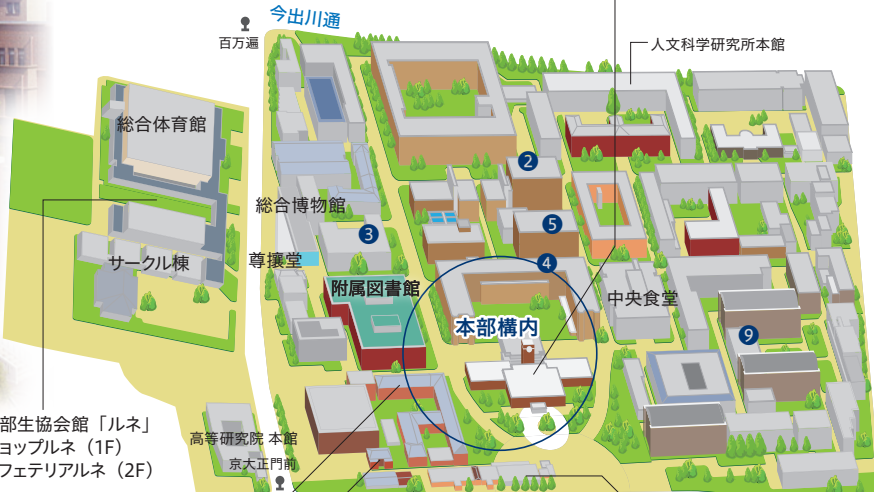 今出川通
百万遍
人文科学研究所本館
総合体育館
2
総合博物館
3
5
サークル棟
尊攘堂
4
附属図書館
中央食堂
本部構内
9
部生協会館「ルネ」
ョップルネ（1F）
フェテリアルネ（2F）
高等研究院 本館
京大正門前